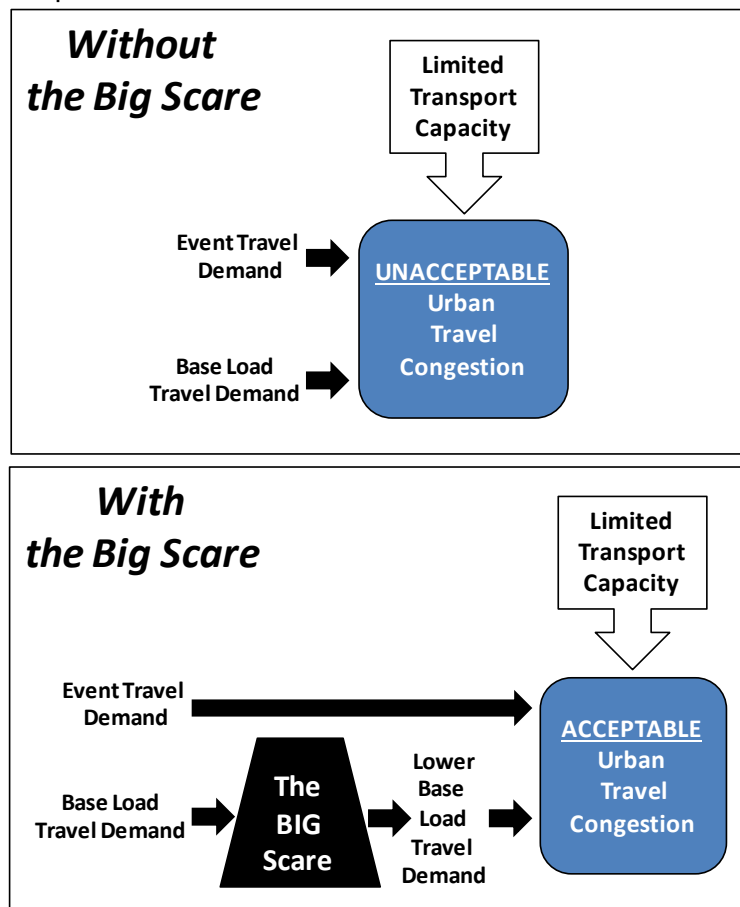 Without
the Big Scare
Limited
Transport
Capacity
Event Travel
Demand
UNACCEPTABLE
Urban
Travel
Congestion
Base Load
Travel Demand
With
the Big Scare
Limited
Transport
Capacity
Event Travel
Demand
Base Load
Travel Demand
The
BIG
Scare
Lower
Base
Load
Travel
Demand
ACCEPTABLE
Urban
Travel
Congestion